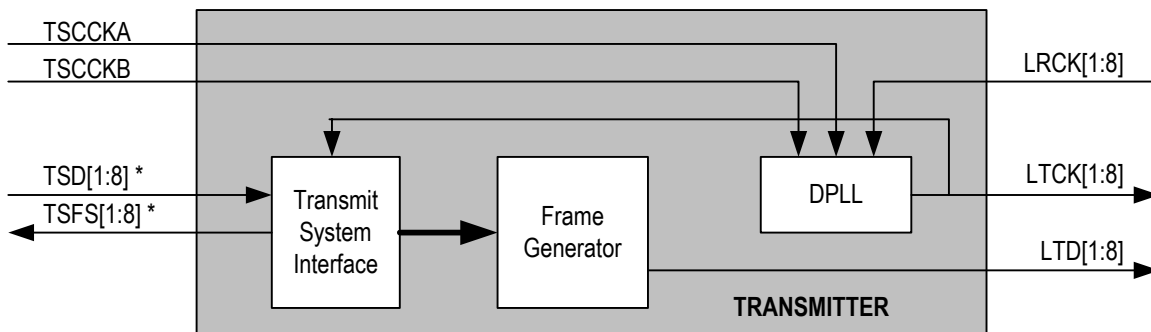 TSCCKA
TSCCKB
LRCK[1:8]
TSD[1:8] *
TSFS[1:8] *
Transmit
System
Interface
Frame
Generator
DPLL
LTCK[1:8]
LTD[1:8]
TRANSMITTER